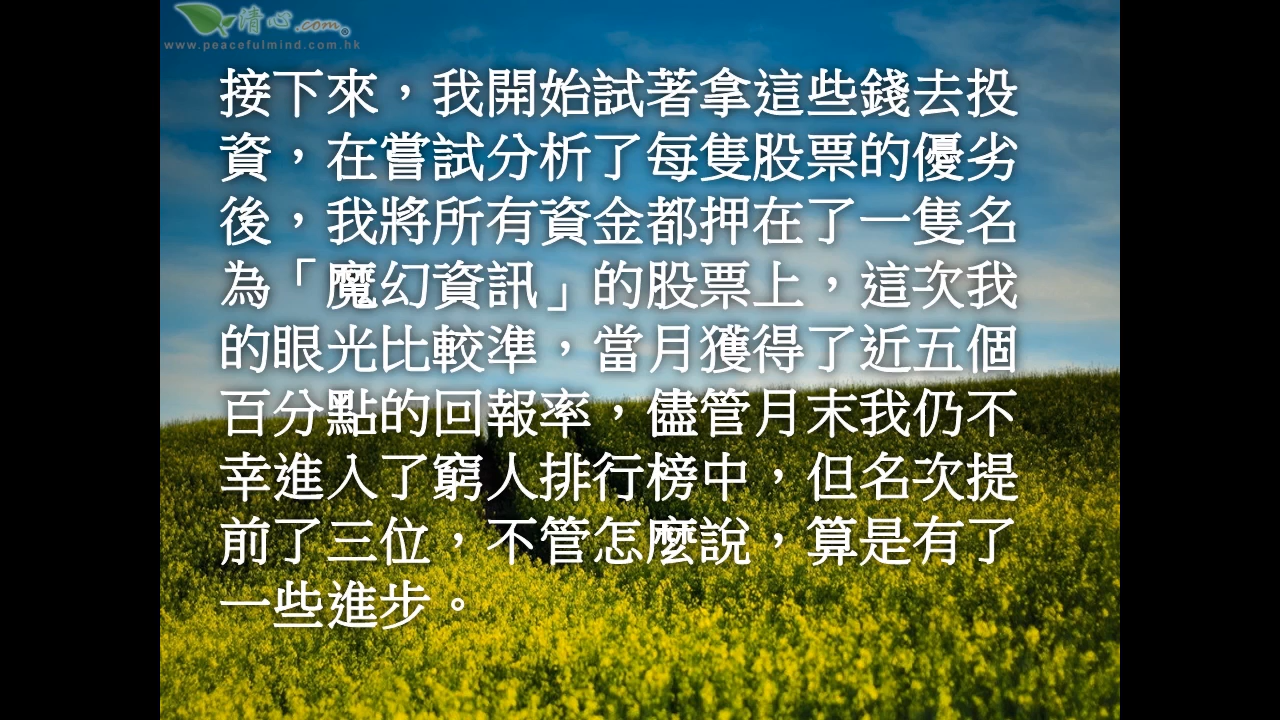 清心.com®
www.peacefulmind.com.hk
接下來，我開始試著拿這些錢去投
資，在嘗試分析了每隻股票的優劣
後，我將所有資金都押在了一隻名
為「魔幻資訊」的股票上，這次我
的眼光比較準，當月獲得了近五個
百分點的回報率，儘管月末我仍不
幸進入了窮人排行榜中，但名次提
前了三位，不管怎麼說，算是有了
一些進步。